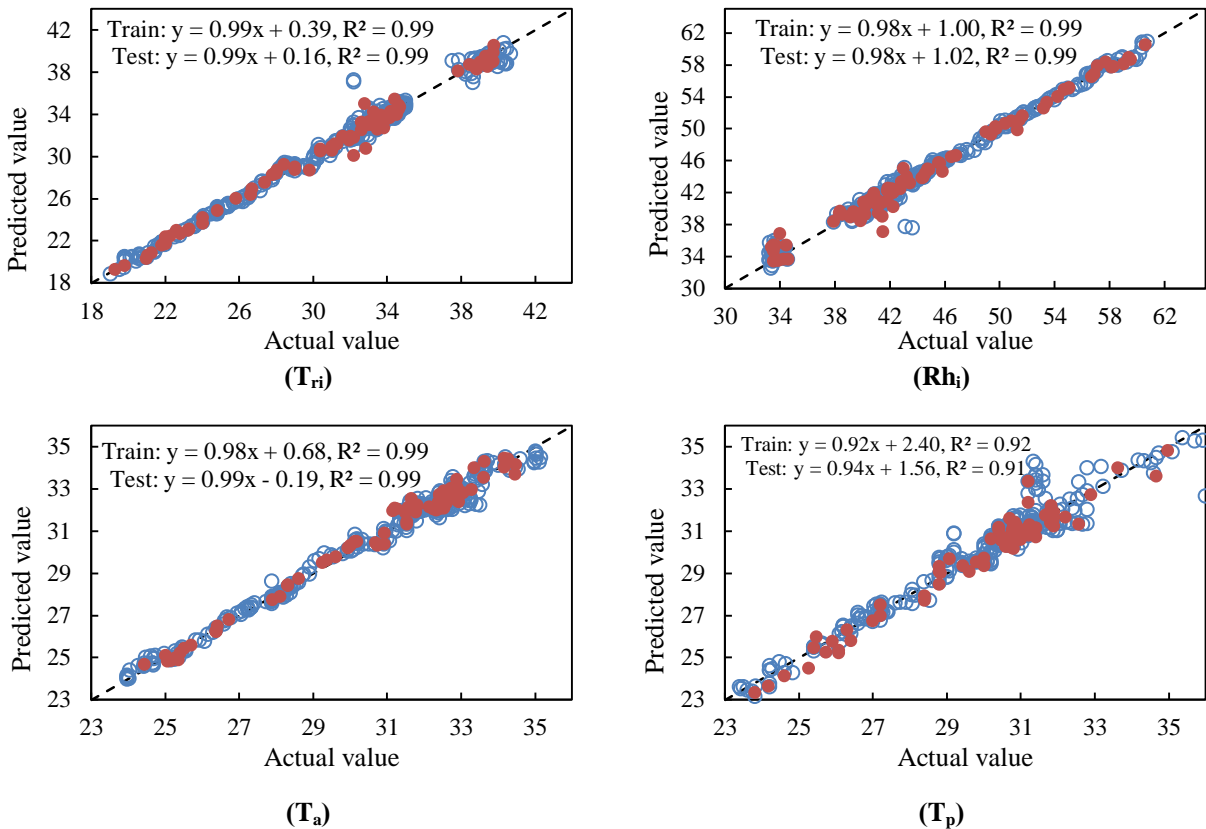 Train: y = 0.99x + 0.39, R² = 0.99
Test: y = 0.99x + 0.16, R² = 0.99
42
38
34
30
26
22
18
Predicted value
18 22 26 30 34 38 42
Actual value
(Tri)
Train: y = 0.98x + 1.00, R² = 0.99
Test: y = 0.98x + 1.02, R² = 0.99
62
58
54
50
46
42
38
34
30
Predicted value
30 34 38 42 46 50 54 58 62
Actual value
(Rhi)
Train: y = 0.98x + 0.68, R² = 0.99
Test: y = 0.99x - 0.19, R² = 0.99
35
33
31
29
27
25
23
Predicted value
23 25 27 29 31 33 35
Actual value
(Ta)
Train: y = 0.92x + 2.40, R² = 0.92
Test: y = 0.94x + 1.56, R² = 0.91
35
33
31
29
27
25
23
Predicted value
23 25 27 29 31 33 35
Actual value
(Tp)